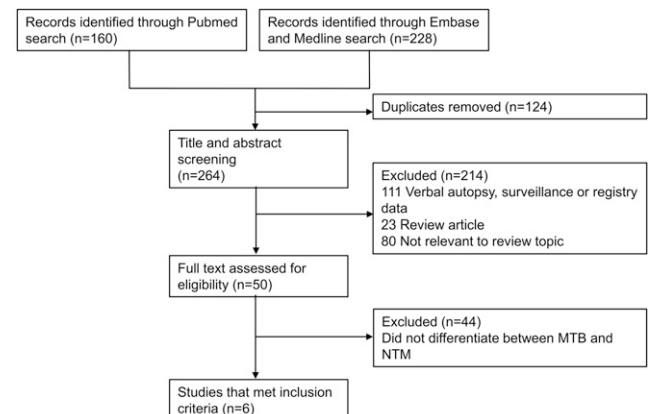 Records identified through Pubmed
search (n=160)
Records identified through Embase
and Medline search (n=228)
Duplicates removed (n=124)
Title and abstract
screening
(n=264)
Excluded (n=214)
111 Verbal autopsy, surveillance or registry
data
23 Review article
80 Not relevant to review topic
Full text assessed for
eligibility (n=50)
Excluded (n=44)
Did not differentiate between MTB and
NTM
Studies that met inclusion
criteria (n=6)